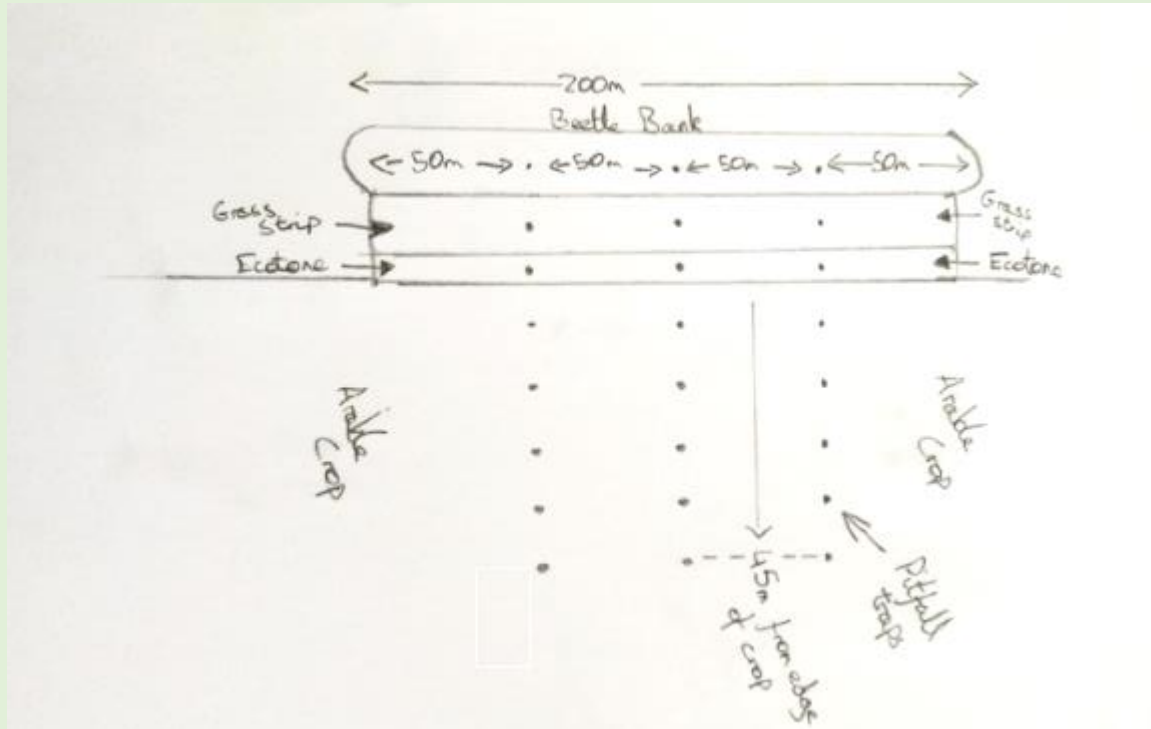 200m
Beetle Bank
50m 50m 50m 50m
Grass
Strip
Grass
Strip
Ecotone
Ecotone
Arable
Crop
Arable
Crop
Pitfall
traps
45m from edge
of crop